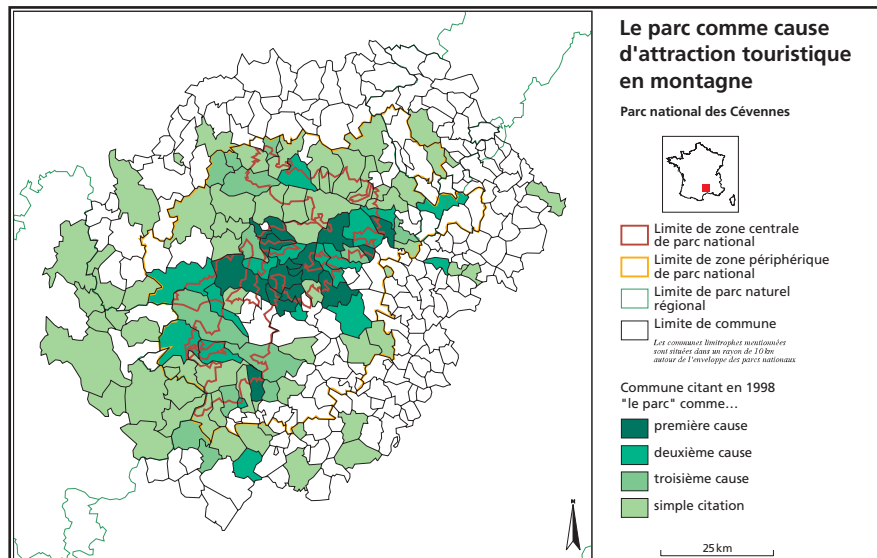 Le parc comme cause
d'attraction touristique
en montagne
Parc national des Cévennes
Limite de zone centrale
de parc national
Limite de zone périphérique
de parc national
Limite de parc naturel
régional
Limite de commune
Les communes limitrophes mentionnées
sont situées dans un rayon de 10 km
autour de l'enveloppe des parcs nationaux
Commune citant en 1998
"le parc" comme...
première cause
deuxième cause
troisième cause
simple citation
N
25 km